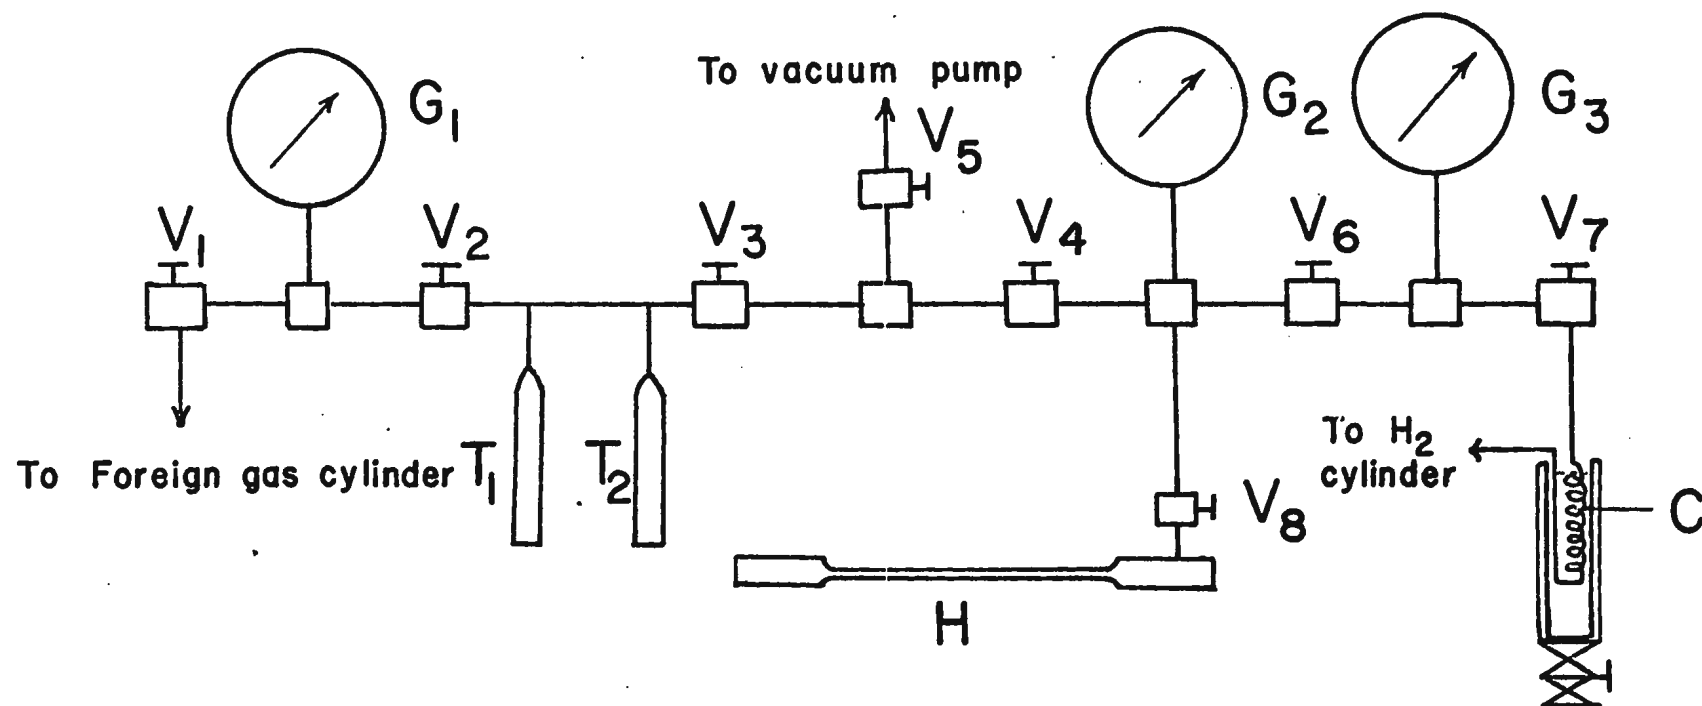 To vacuum pump
G1
G2
G3
V5
V1
V2
V3
V4
V6
V7
To Foreign gas cylinder
T1
T2
To H2
cylinder
V8
C
H